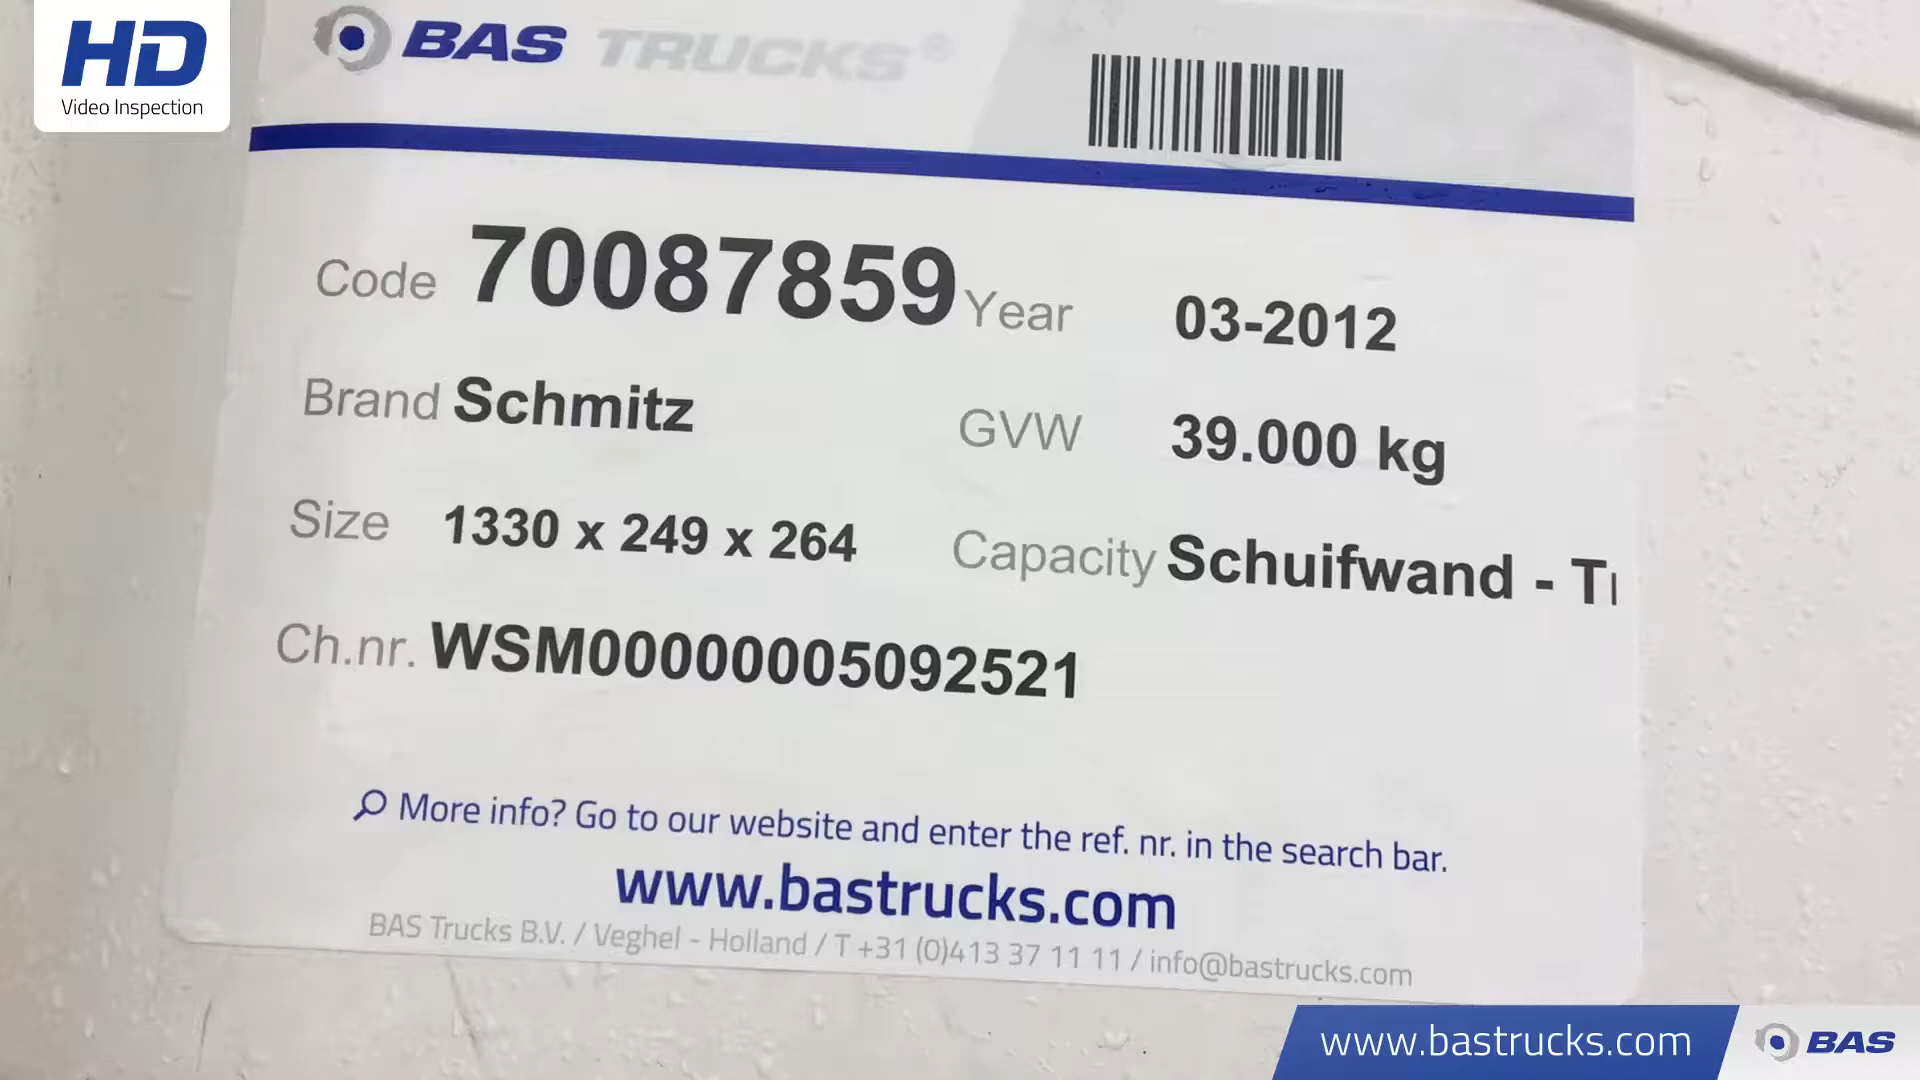 HD
Video Inspection
BAS TRUCKS®
Code 70087859 Year 03-2012
Brand Schmitz GVW 39.000 kg
Size 1330 x 249 x 264 Capacity Schuifwand - T
Ch.nr. WSM00000005092521
More info? Go to our website and enter the ref. nr. in the search bar.
www.bastrucks.com
BAS Trucks B.V. / Veghel - Holland / T +31 (0)413 37 11 11 / info@bastrucks.com
www.bastrucks.com BAS